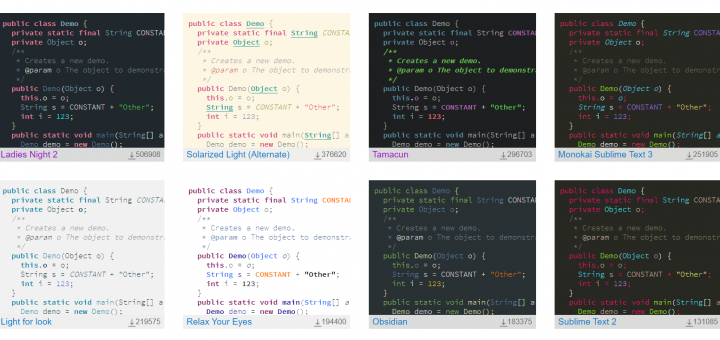 public class Demo {
private static final String CONSTA
private Object o;
/**
* Creates a new demo.
* @param o The object to demonstra
*/
public Demo(Object o) {
this.o = o;
String s = CONSTANT + "Other";
int i = 123;
}
public static void main(String[] a
Demo demo = new Demo();
Ladies Night 2
506908
public class Demo {
private static final String CONSTA
private Object o;
/**
* Creates a new demo.
* @param o The object to demonstra
*/
public Demo(Object o) {
this.o = o;
String s = CONSTANT + "Other";
int i = 123;
}
public static void main(String[] a
Demo demo = new Demo();
Solarized Light (Alternate)
376620
public class Demo {
private static final String CONSTA
private Object o;
/**
* Creates a new demo.
* @param o The object to demonstra
*/
public Demo(Object o) {
this.o = o;
String s = CONSTANT + "Other";
int i = 123;
}
public static void main(String[] a
Demo demo = new Demo();
Tamacun
296703
public class Demo {
private static final String CONSTA
private Object o;
/**
* Creates a new demo.
* @param o The object to demonstra
*/
public Demo(Object o) {
this.o = o;
String s = CONSTANT + "Other";
int i = 123;
}
public static void main(String[] a
Demo demo = new Demo();
Monokai Sublime Text 3
251905
public class Demo {
private static final String CONSTA
private Object o;
/**
* Creates a new demo.
* @param o The object to demonstra
*/
public Demo(Object o) {
this.o = o;
String s = CONSTANT + "Other";
int i = 123;
}
public static void main(String[] a
Demo demo = new Demo();
Light for look
219575
public class Demo {
private static final String CONSTA
private Object o;
/**
* Creates a new demo.
* @param o The object to demonstra
*/
public Demo(Object o) {
this.o = o;
String s = CONSTANT + "Other";
int i = 123;
}
public static void main(String[] a
Demo demo = new Demo();
Relax Your Eyes
194400
public class Demo {
private static final String CONSTA
private Object o;
/**
* Creates a new demo.
* @param o The object to demonstra
*/
public Demo(Object o) {
this.o = o;
String s = CONSTANT + "Other";
int i = 123;
}
public static void main(String[] a
Demo demo = new Demo();
Obsidian
183375
public class Demo {
private static final String CONSTA
private Object o;
/**
* Creates a new demo.
* @param o The object to demonstra
*/
public Demo(Object o) {
this.o = o;
String s = CONSTANT + "Other";
int i = 123;
}
public static void main(String[] a
Demo demo = new Demo();
Sublime Text 2
131085